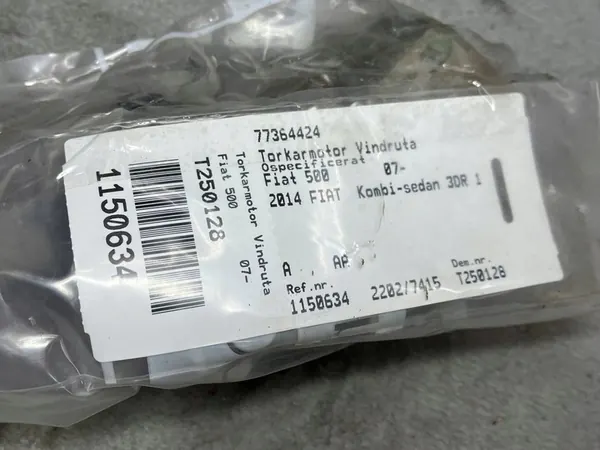 77364424
Torkarmotor Vindruta
Ospecificerat
Fiat 500 07-
2014 FIAT Kombi-sedan 3DR 1
A . , AR , .
Ref.nr. Dem.nr.
1150634 2202/7415 T250128
1150634
T250128
Torkarmotor Vindruta
Fiat 500 07-